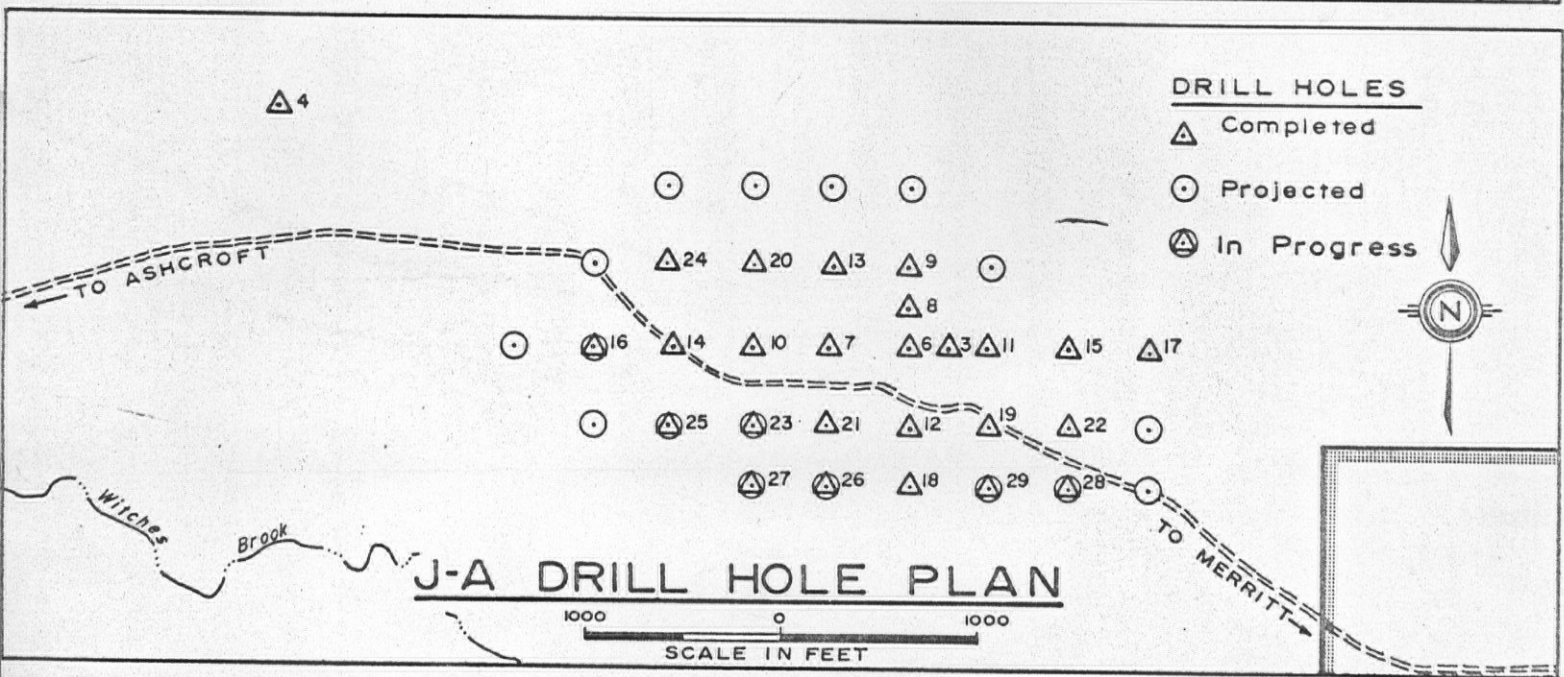 DRILL HOLES
Completed
Projected
In Progress
N
4
24
20
13
9
8
16
14
10
7
6
3
11
15
17
25
23
21
12
19
22
27
26
18
29
28
TO ASHCROFT
Witches Brook
TO MERRITT
J-A DRILL HOLE PLAN
1000 0 1000
SCALE IN FEET